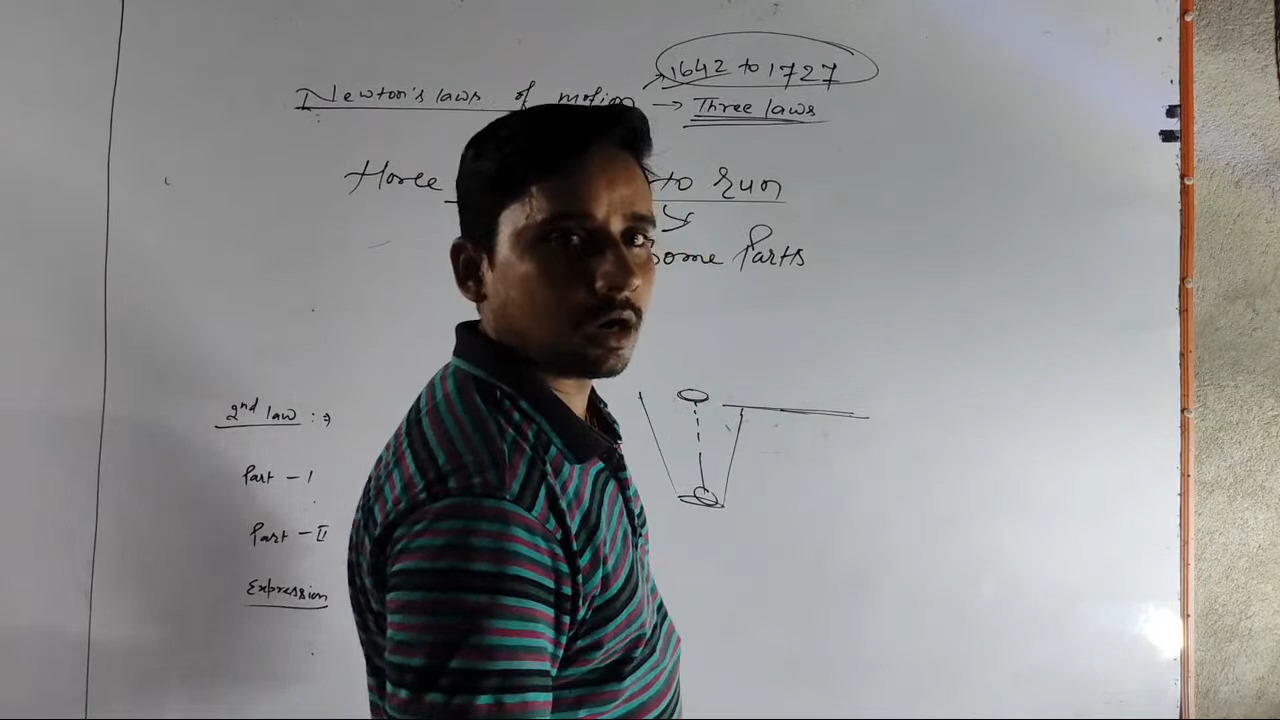 1642 to 1727
Newton's laws of motion → Three laws
Horce to run
some Parts
2nd law :⇒
Part - I
Part - II
Expression